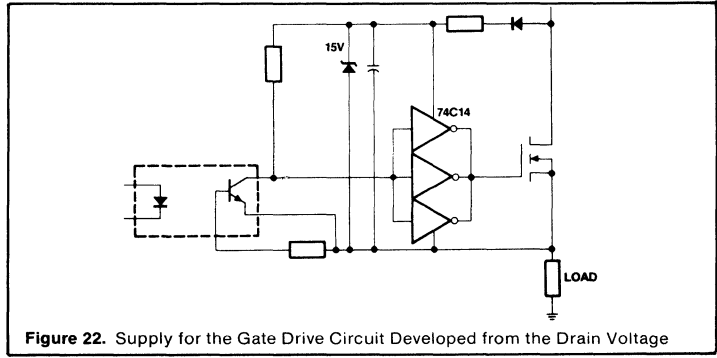 15V
74C14
LOAD
Figure 22. Supply for the Gate Drive Circuit Developed from the Drain Voltage